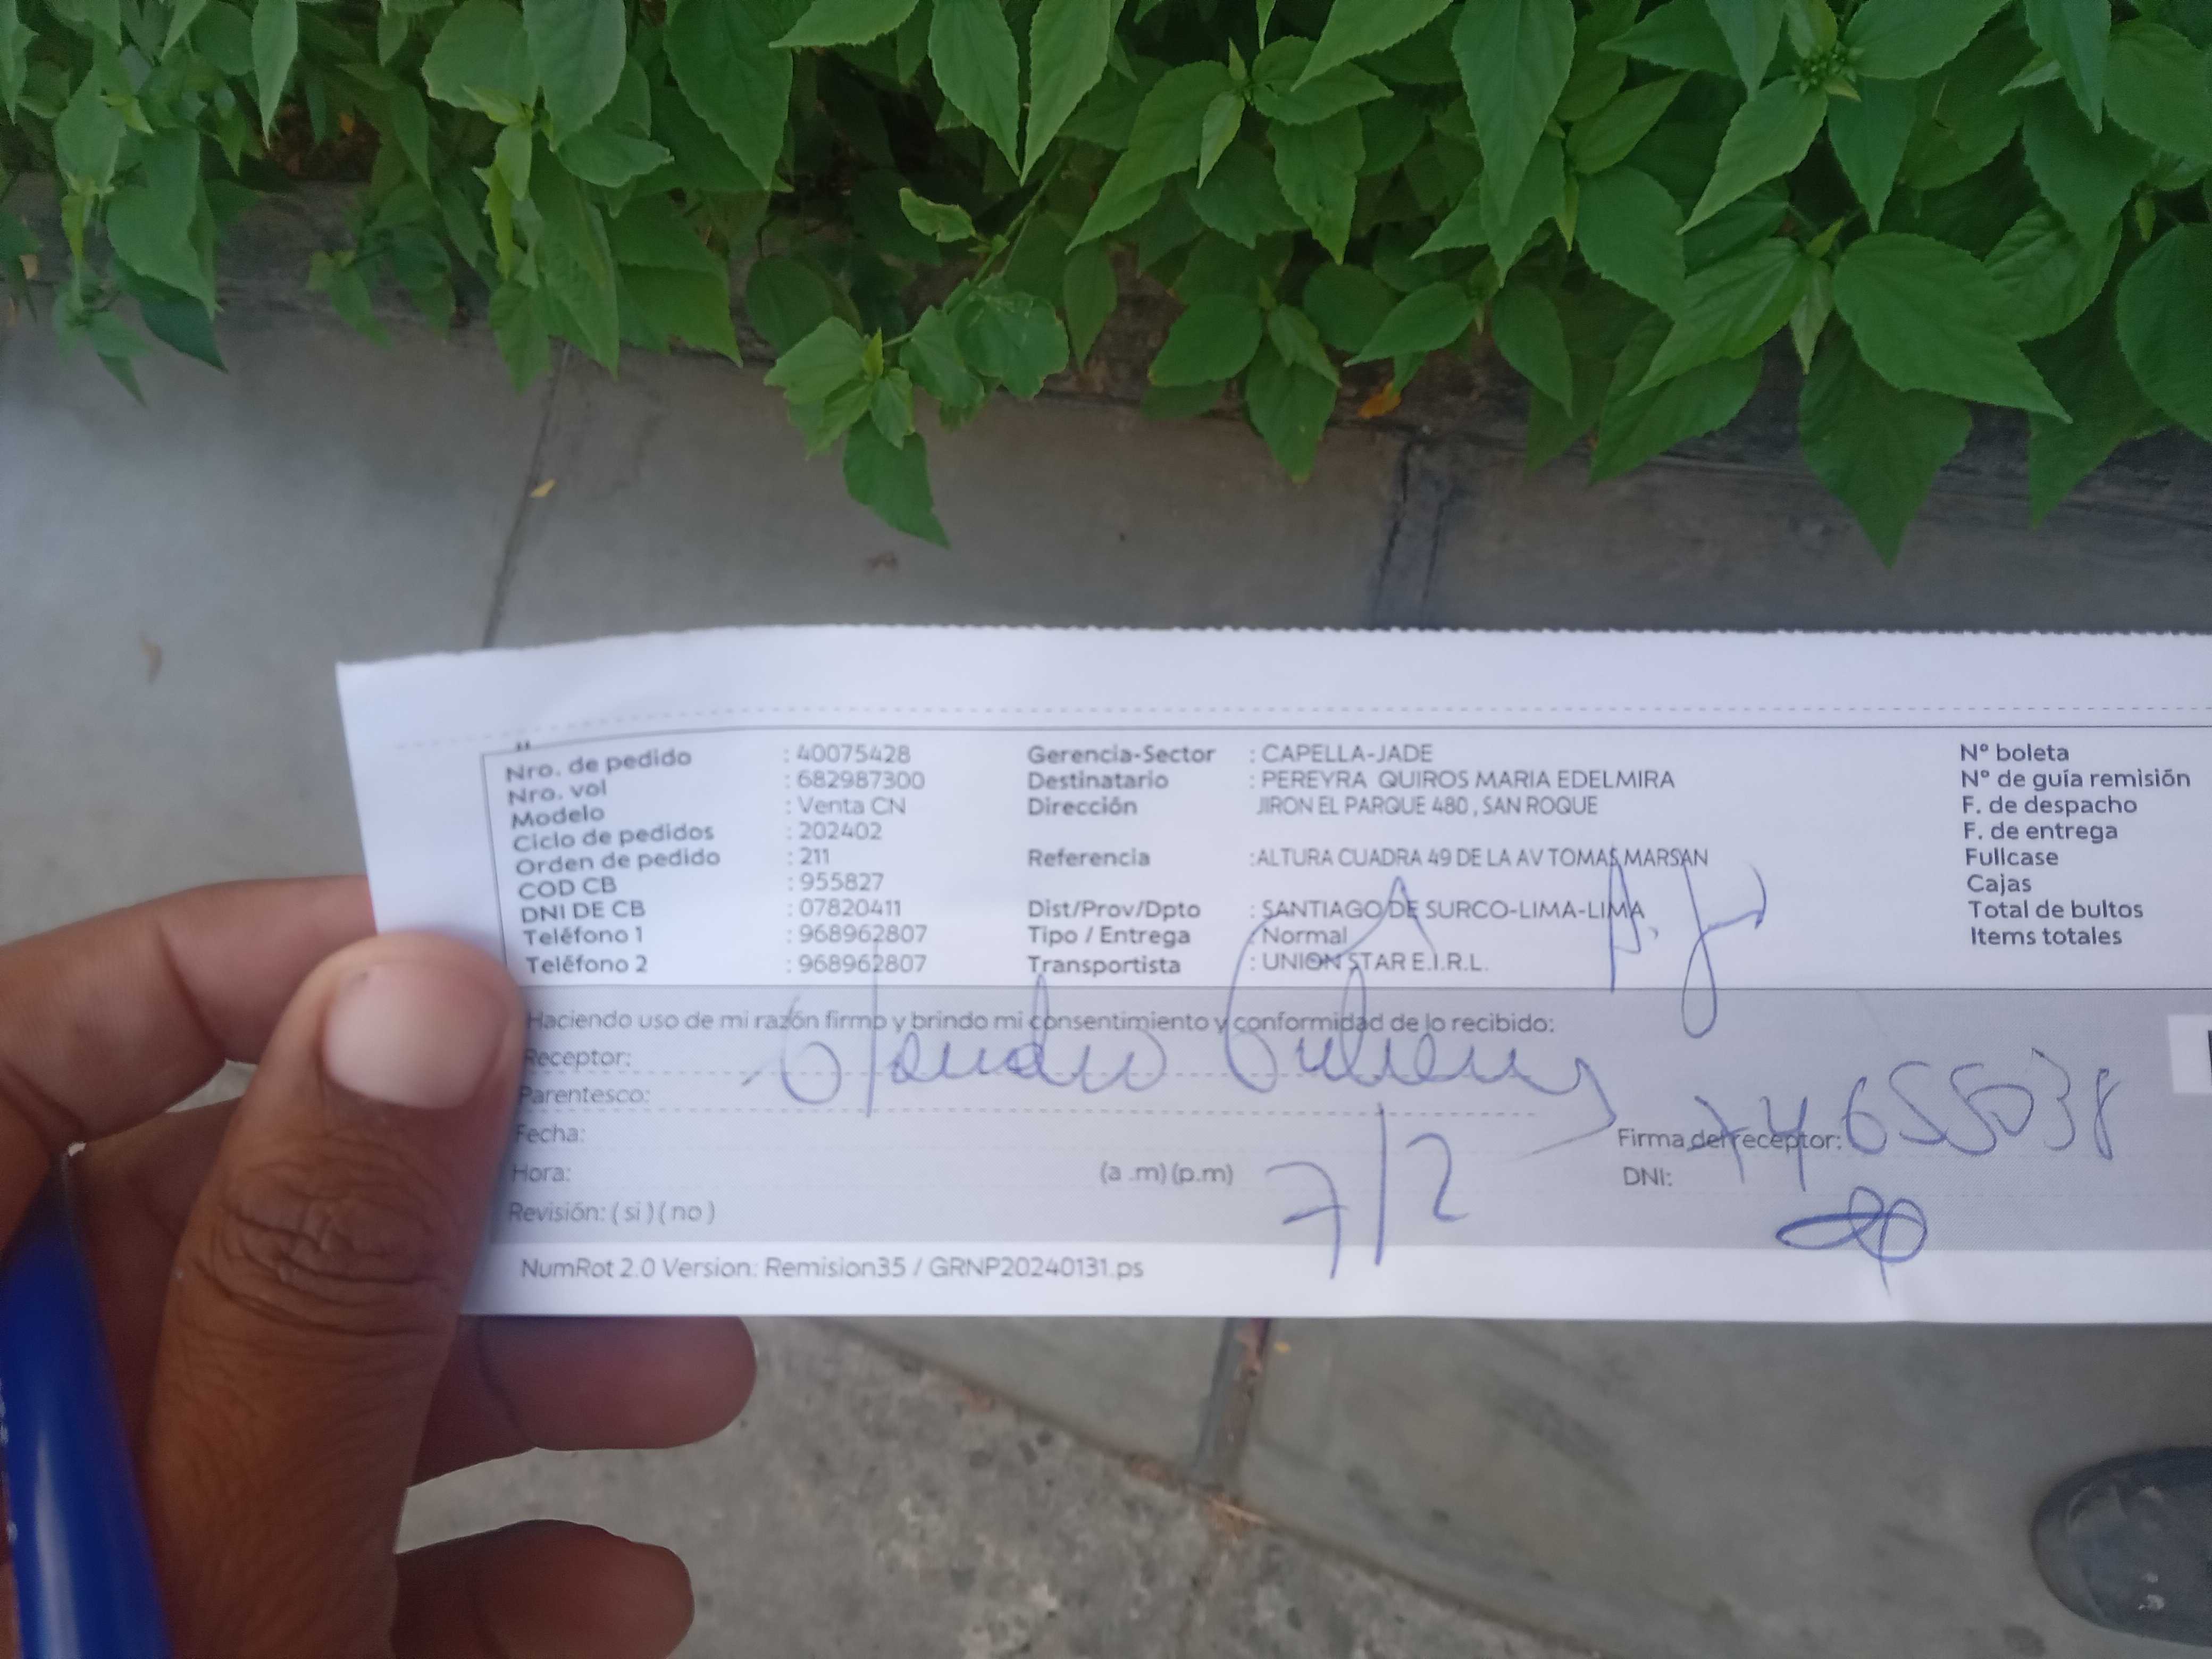 Nro. de pedido : 40075428 Gerencia-Sector : CAPELLA-JADE Nº boleta
Nro. vol : 682987300 Destinatario : PEREYRA QUIROS MARIA EDELMIRA Nº de guía remisión
Modelo : Venta CN Dirección JIRON EL PARQUE 480 , SAN ROQUE F. de despacho
Ciclo de pedidos : 202402 F. de entrega
Orden de pedido : 211 Referencia :ALTURA CUADRA 49 DE LA AV TOMAS MARSAN Fullcase
COD CB : 955827 Cajas
DNI DE CB : 07820411 Dist/Prov/Dpto : SANTIAGO DE SURCO-LIMA-LIMA Total de bultos
Teléfono 1 : 968962807 Tipo / Entrega : Normal Items totales
Teléfono 2 : 968962807 Transportista : UNION STAR E.I.R.L.
Haciendo uso de mi razón firmo y brindo mi consentimiento y conformidad de lo recibido:
Receptor:
Parentesco:
Fecha: 7/2 Firma del receptor: 74655038
Hora: (a .m) (p.m) DNI:
Revisión: ( si ) ( no )
NumRot 2.0 Version: Remision35 / GRNP20240131.ps